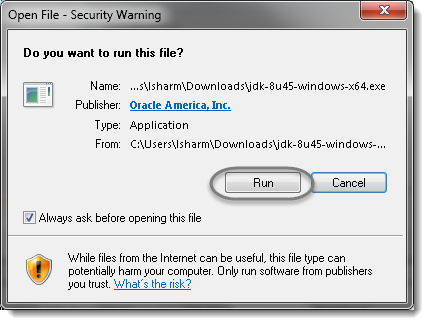 Open File - Security Warning
Do you want to run this file?
Name: ...s\lsharm\Downloads\jdk-8u45-windows-x64.exe
Publisher: Oracle America, Inc.
Type: Application
From: C:\Users\lsharm\Downloads\jdk-8u45-windows-...
Run Cancel
Always ask before opening this file
While files from the Internet can be useful, this file type can
potentially harm your computer. Only run software from publishers
you trust. What's the risk?